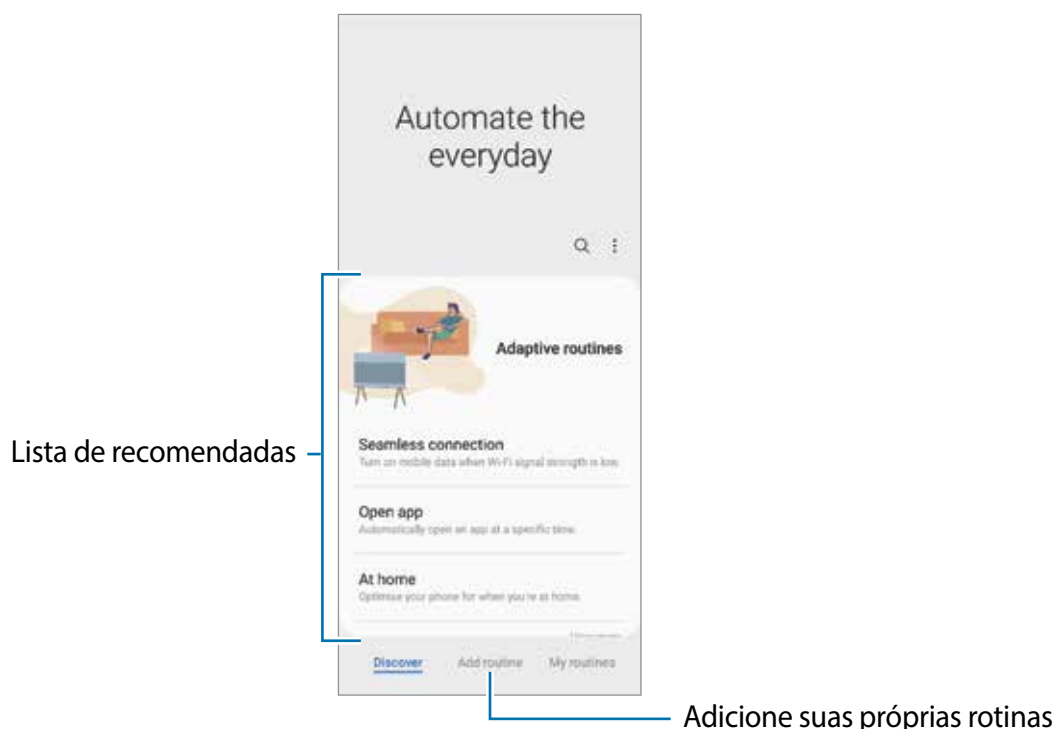 Automate the
everyday
Adaptive routines
Lista de recomendadas
Seamless connection
Turn on mobile data when Wi-Fi signal strength is low.
Open app
Automatically open an app at a specific time.
At home
Optimise your phone for when you're at home.
Discover Add routine My routines
Adicione suas próprias rotinas